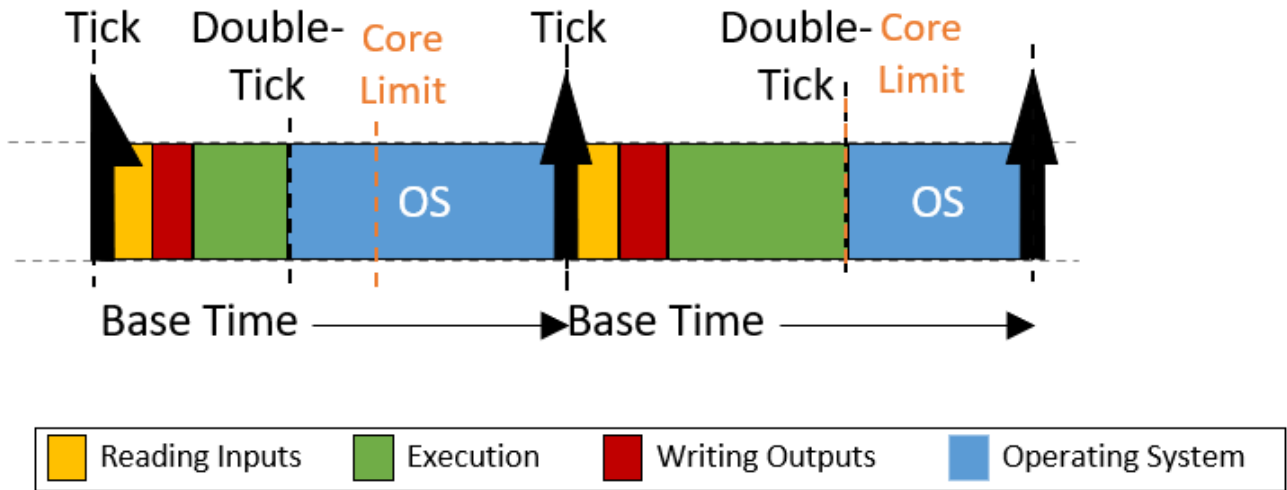 Tick Double- Core Tick Double- Core
Tick Limit Tick Limit
OS OS
Base Time Base Time
Reading Inputs Execution Writing Outputs Operating System